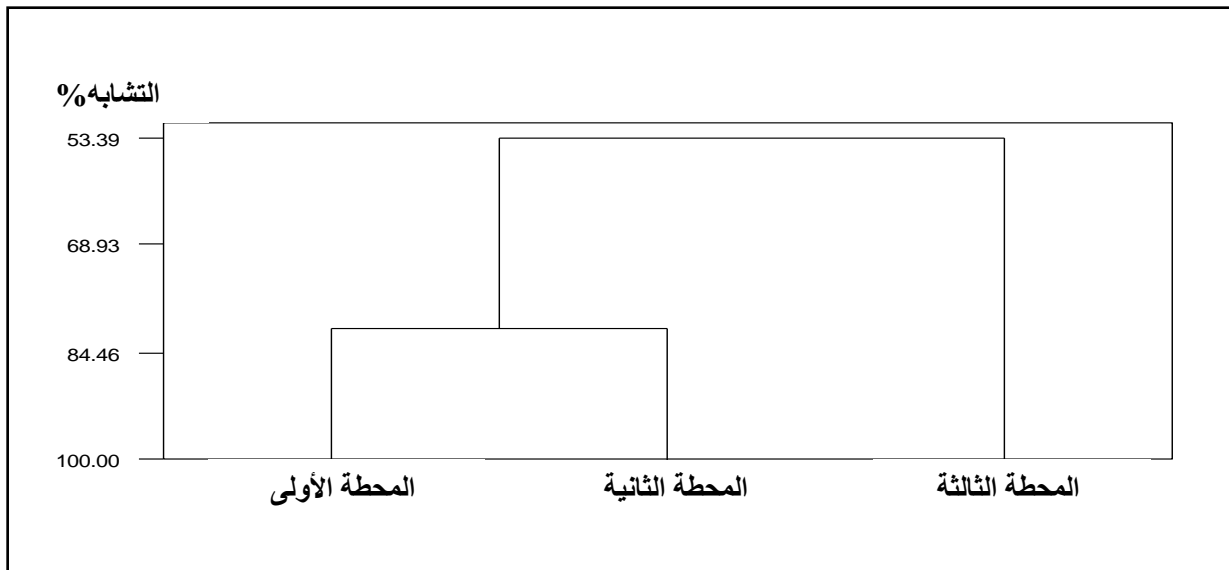 التشابه%
53.39
68.93
84.46
100.00
المحطة الأولى
المحطة الثانية
المحطة الثالثة